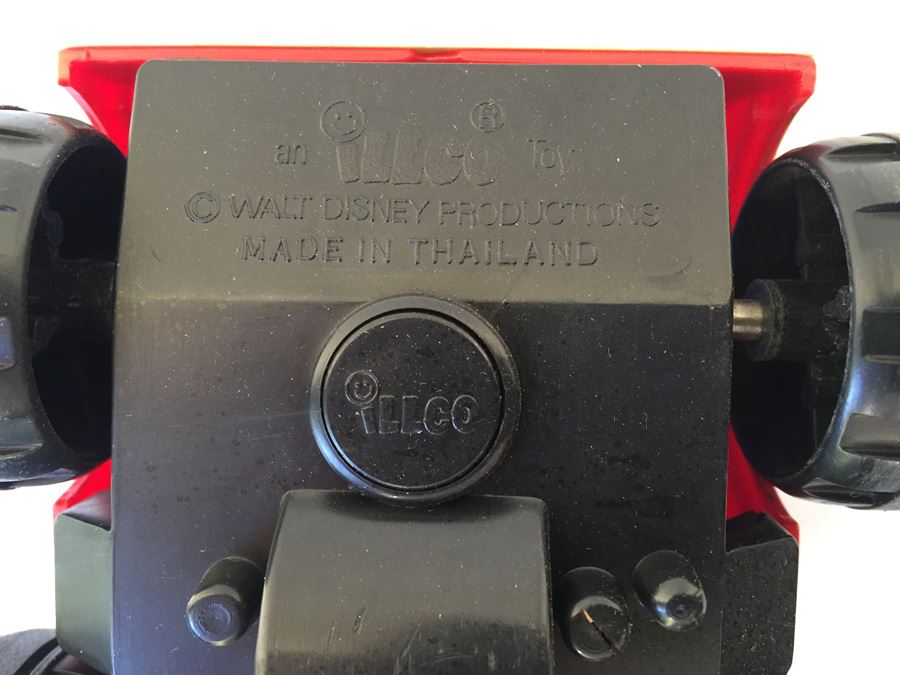 an iLLCO ® Toy
© WALT DISNEY PRODUCTIONS
MADE IN THAILAND
iLLCO